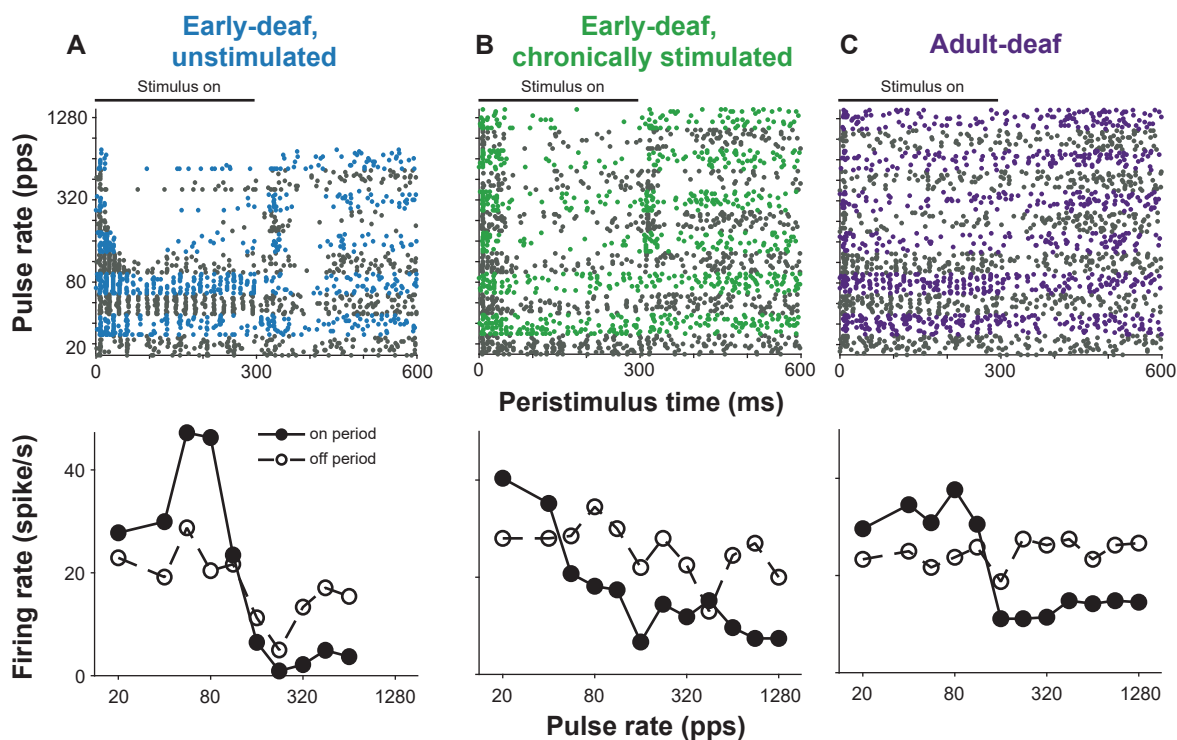 A
Early-deaf,
unstimulated
B
Early-deaf,
chronically stimulated
C
Adult-deaf
Stimulus on
Stimulus on
Stimulus on
Pulse rate (pps)
1280
320
80
20
0
300
600
0
300
600
0
300
600
Peristimulus time (ms)
Firing rate (spike/s)
40
20
0
on period
off period
20
80
320
1280
20
80
320
1280
20
80
320
1280
Pulse rate (pps)